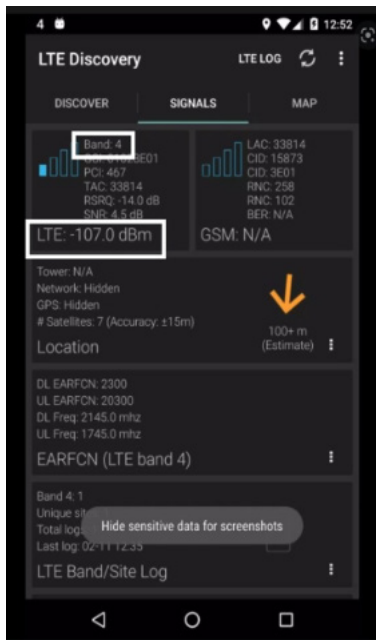 4 12:52
LTE Discovery LTE LOG
DISCOVER SIGNALS MAP
Band: 4
PCI: 467
TAC: 33814
RSRQ: -14.0 dB
SNR: 4.5 dB
LTE: -107.0 dBm
LAC: 33814
CID: 15873
CID: 3E01
RNC: 258
RNC: 102
BER: N/A
GSM: N/A
Tower: N/A
Network: Hidden
GPS: Hidden
# Satellites: 7 (Accuracy: ±15m)
Location
100+ m
(Estimate)
DL EARFCN: 2300
UL EARFCN: 20300
DL Freq: 2145.0 mhz
UL Freq: 1745.0 mhz
EARFCN (LTE band 4)
Band 4: 1
Unique
Total
Hide sensitive data for screenshots
Last log: 02-11 12:35
LTE Band/Site Log